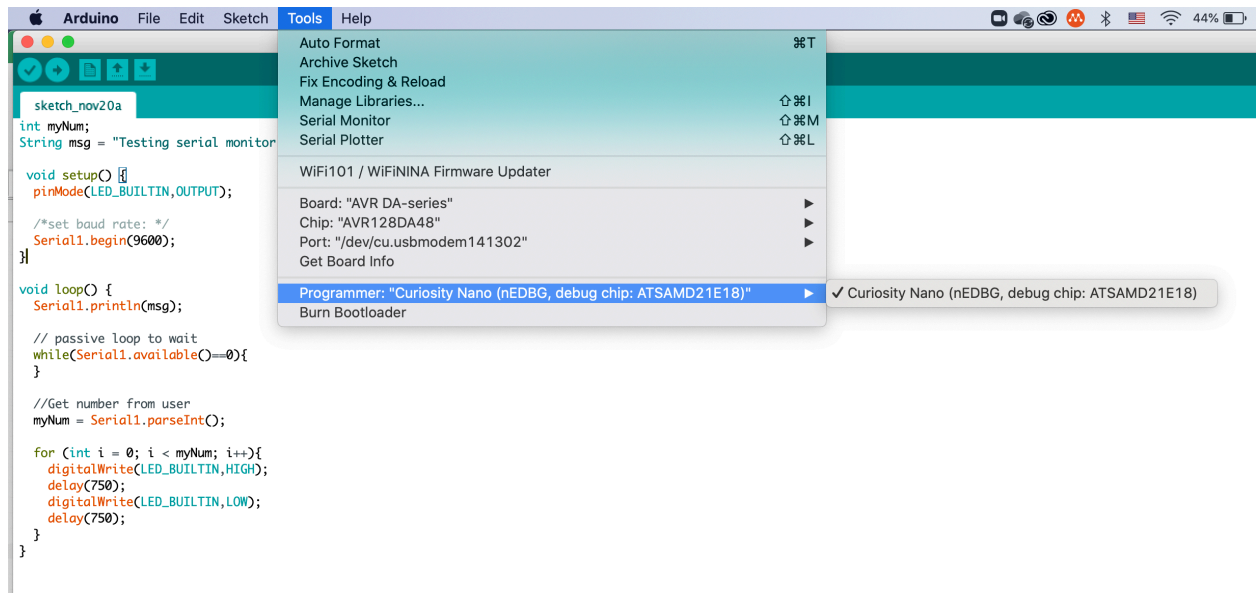 Arduino File Edit Sketch Tools Help 44%
Auto Format ⌘T
Archive Sketch
Fix Encoding & Reload
Manage Libraries... ⇧⌘I
Serial Monitor ⇧⌘M
Serial Plotter ⇧⌘L
WiFi101 / WiFiNINA Firmware Updater
Board: "AVR DA-series"
Chip: "AVR128DA48"
Port: "/dev/cu.usbmodem141302"
Get Board Info
Programmer: "Curiosity Nano (nEDBG, debug chip: ATSAMD21E18)"
✓ Curiosity Nano (nEDBG, debug chip: ATSAMD21E18)
Burn Bootloader
sketch_nov20a
int myNum;
String msg = "Testing serial monitor
void setup() {
pinMode(LED_BUILTIN,OUTPUT);
/*set baud rate: */
Serial1.begin(9600);
}
void loop() {
Serial1.println(msg);
// passive loop to wait
while(Serial1.available()==0){
}
//Get number from user
myNum = Serial1.parseInt();
for (int i = 0; i < myNum; i++){
digitalWrite(LED_BUILTIN,HIGH);
delay(750);
digitalWrite(LED_BUILTIN,LOW);
delay(750);
}
}